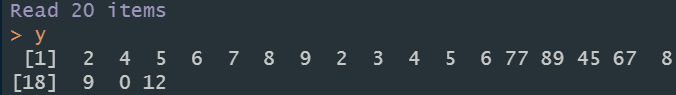 Read 20 items
> y
[1] 2 4 5 6 7 8 9 2 3 4 5 6 77 89 45 67 8
[18] 9 0 12